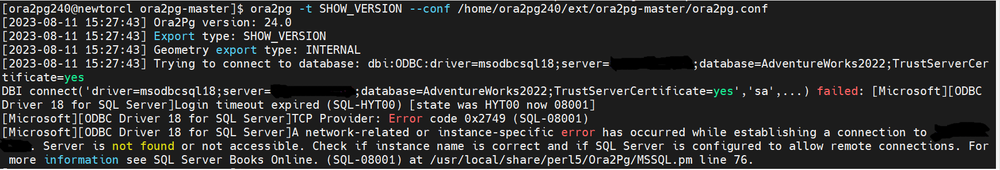 [ora2pg240@newtorcl ora2pg-master]$ ora2pg -t SHOW_VERSION --conf /home/ora2pg240/ext/ora2pg-master/ora2pg.conf
[2023-08-11 15:27:43] Ora2Pg version: 24.0
[2023-08-11 15:27:43] Export type: SHOW_VERSION
[2023-08-11 15:27:43] Geometry export type: INTERNAL
[2023-08-11 15:27:43] Trying to connect to database: dbi:ODBC:driver=msodbcsql18;server= ;database=AdventureWorks2022;TrustServerCer
tificate=yes
DBI connect('driver=msodbcsql18;server= ;database=AdventureWorks2022;TrustServerCertificate=yes','sa',...) failed: [Microsoft][ODBC
Driver 18 for SQL Server]Login timeout expired (SQL-HYT00) [state was HYT00 now 08001]
[Microsoft][ODBC Driver 18 for SQL Server]TCP Provider: Error code 0x2749 (SQL-08001)
[Microsoft][ODBC Driver 18 for SQL Server]A network-related or instance-specific error has occurred while establishing a connection to
. Server is not found or not accessible. Check if instance name is correct and if SQL Server is configured to allow remote connections. For
more information see SQL Server Books Online. (SQL-08001) at /usr/local/share/perl5/Ora2Pg/MSSQL.pm line 76.